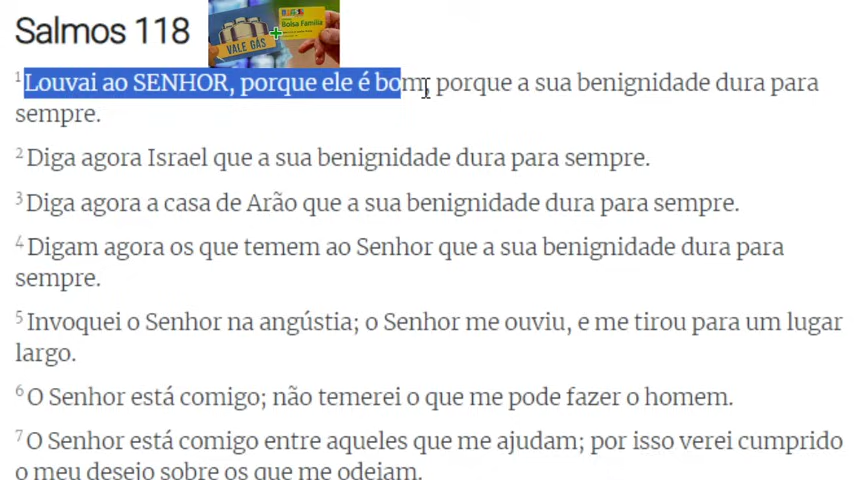 Salmos 118
VALE GÁS
Bolsa Família
1 Louvai ao SENHOR, porque ele é bom, porque a sua benignidade dura para
sempre.
2 Diga agora Israel que a sua benignidade dura para sempre.
3 Diga agora a casa de Arão que a sua benignidade dura para sempre.
4 Digam agora os que temem ao Senhor que a sua benignidade dura para
sempre.
5 Invoquei o Senhor na angústia; o Senhor me ouviu, e me tirou para um lugar
largo.
6 O Senhor está comigo; não temerei o que me pode fazer o homem.
7 O Senhor está comigo entre aqueles que me ajudam; por isso verei cumprido
o meu desejo sobre os que me odeiam.